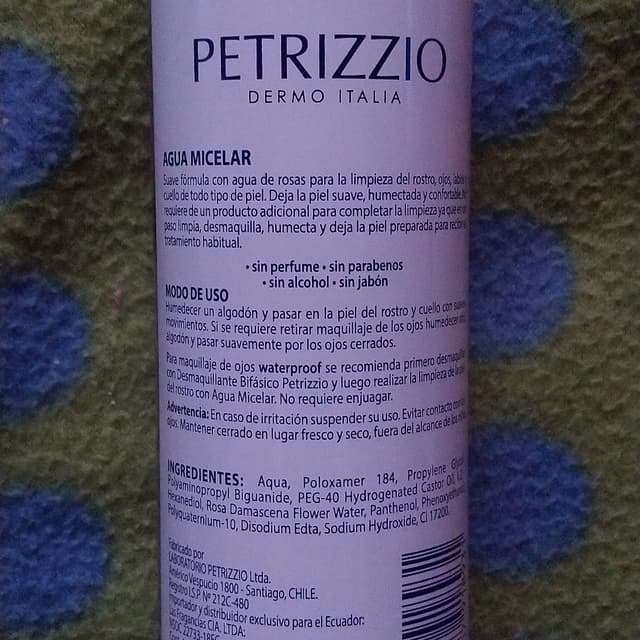 PETRIZZIO
DERMO ITALIA
AGUA MICELAR
Suave fórmula con agua de rosas para la limpieza del rostro, ojos,
cuello de todo tipo de piel. Deja la piel suave, humectada y confortable.
requiere de un producto adicional para completar la limpieza ya que en
paso limpia, desmaquilla, humecta y deja la piel preparada para
tratamiento habitual.
• sin perfume • sin parabenos
• sin alcohol • sin jabón
MODO DE USO
Humedecer un algodón y pasar en la piel del rostro y cuello con
movimientos. Si se requiere retirar maquillaje de los ojos humedecer
algodón y pasar suavemente por los ojos cerrados.
Para maquillaje de ojos waterproof se recomienda primero
con Desmaquillante Bifásico Petrizzio y luego realizar la limpieza de la
del rostro con Agua Micelar. No requiere enjuagar.
Advertencia: En caso de irritación suspender su uso. Evitar contacto
ojos. Mantener cerrado en lugar fresco y seco, fuera del alcance de los
INGREDIENTES: Aqua, Poloxamer 184, Propylene
Polyaminopropyl Biguanide, PEG-40 Hydrogenated Castor Oil,
Hexanediol, Rosa Damascena Flower Water, Panthenol,
Polyquaternium-10, Disodium Edta, Sodium Hydroxide, CI 17200.
Fabricado por
LABORATORIO PETRIZZIO Ltda.
Américo Vespucio 1800 - Santiago, CHILE.
Registro I.S.P. Nº 212C-480
Importador y distribuidor exclusivo para el Ecuador:
Las Fragancias CIA. LTDA.